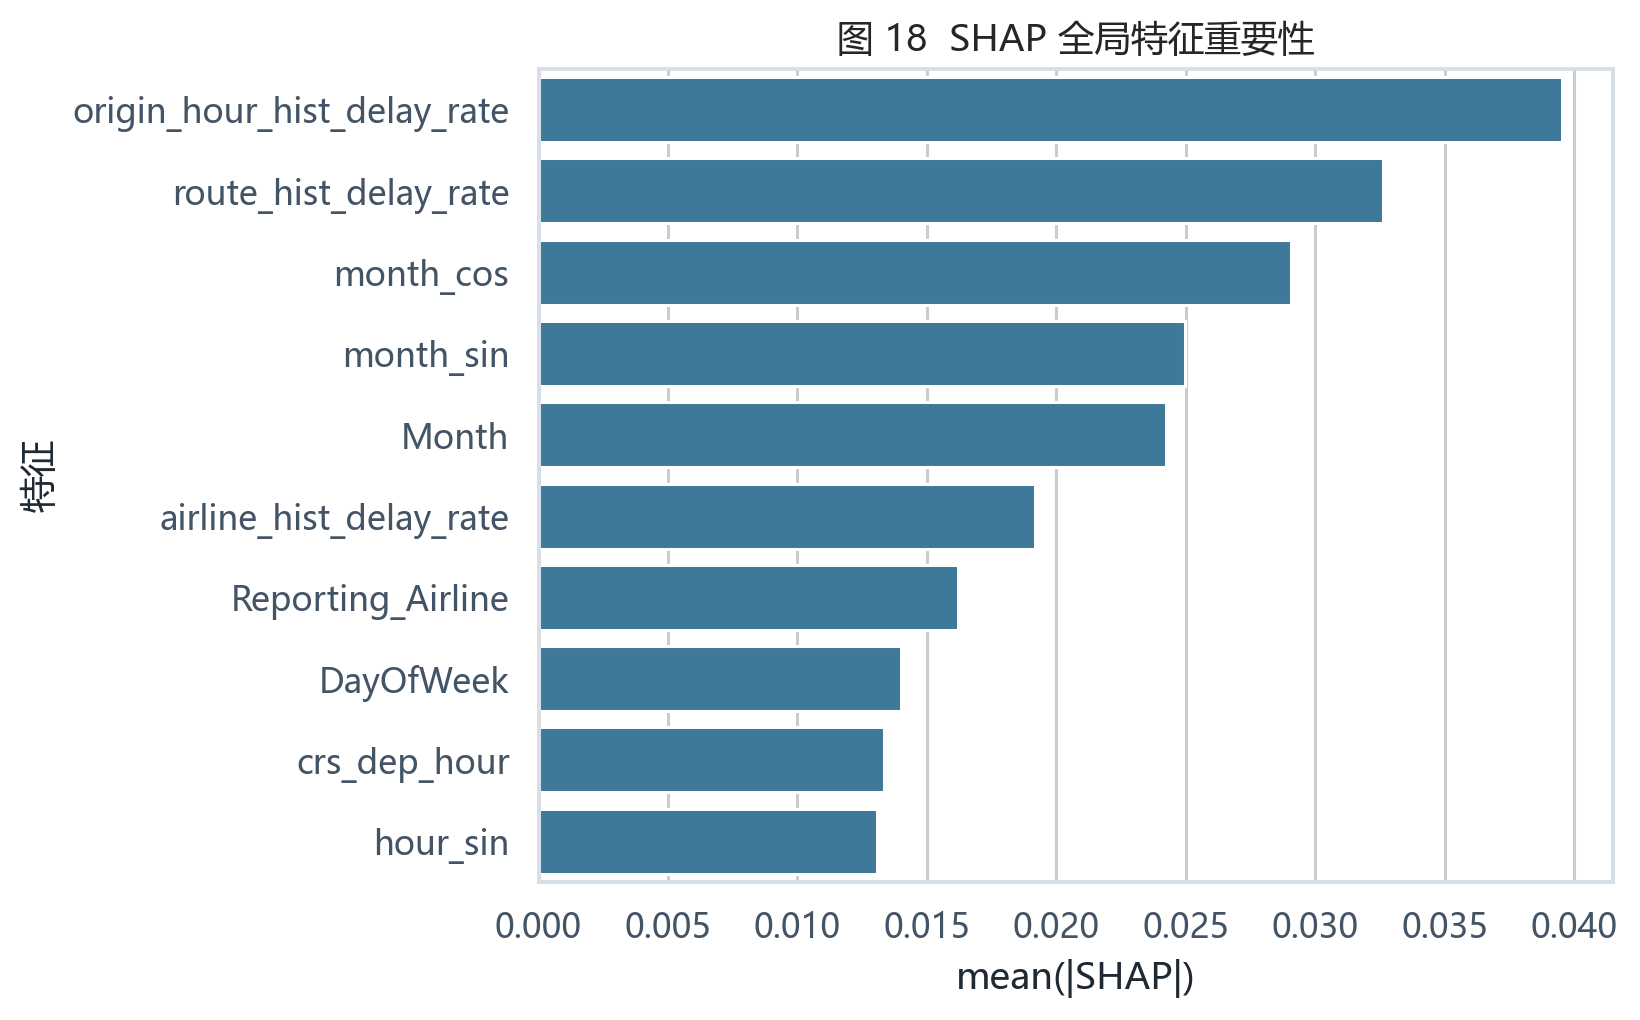 图 18  SHAP 全局特征重要性
特征
origin_hour_hist_delay_rate
route_hist_delay_rate
month_cos
month_sin
Month
airline_hist_delay_rate
Reporting_Airline
DayOfWeek
crs_dep_hour
hour_sin
0.000 0.005 0.010 0.015 0.020 0.025 0.030 0.035 0.040
mean(|SHAP|)